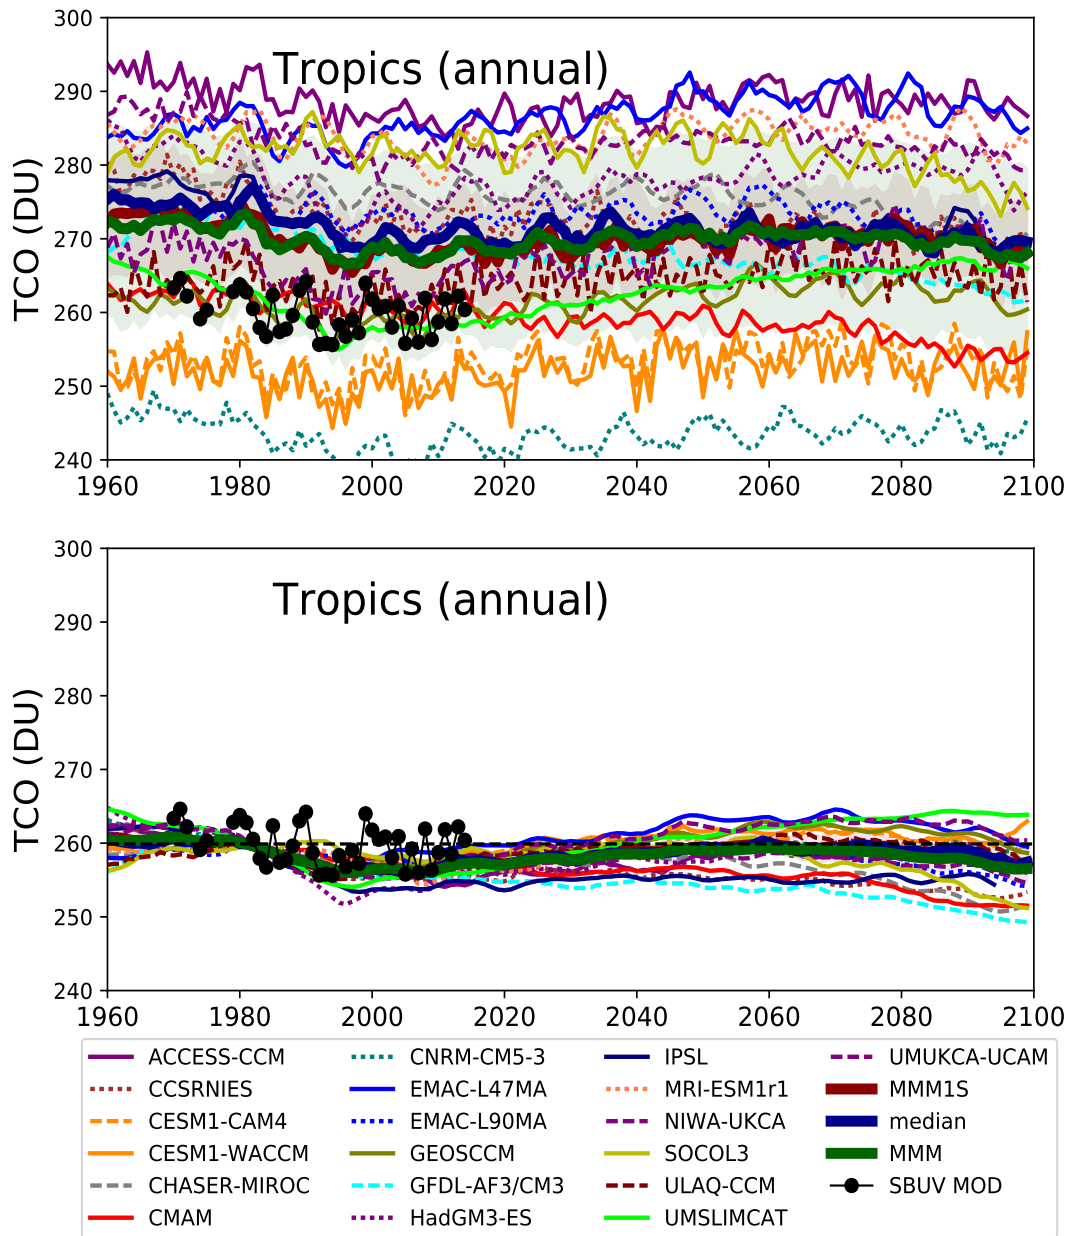 300
Tropics (annual)
290
280
TCO (DU)
270
260
250
240
1960 1980 2000 2020 2040 2060 2080 2100
300
Tropics (annual)
290
280
TCO (DU)
270
260
250
240
1960 1980 2000 2020 2040 2060 2080 2100
ACCESS-CCM CNRM-CM5-3 IPSL UMUKCA-UCAM
CCSRNIES EMAC-L47MA MRI-ESM1r1 MMM1S
CESM1-CAM4 EMAC-L90MA NIWA-UKCA median
CESM1-WACCM GEOSCCM SOCOL3 MMM
CHASER-MIROC GFDL-AF3/CM3 ULAQ-CCM SBUV MOD
CMAM HadGM3-ES UMSLIMCAT